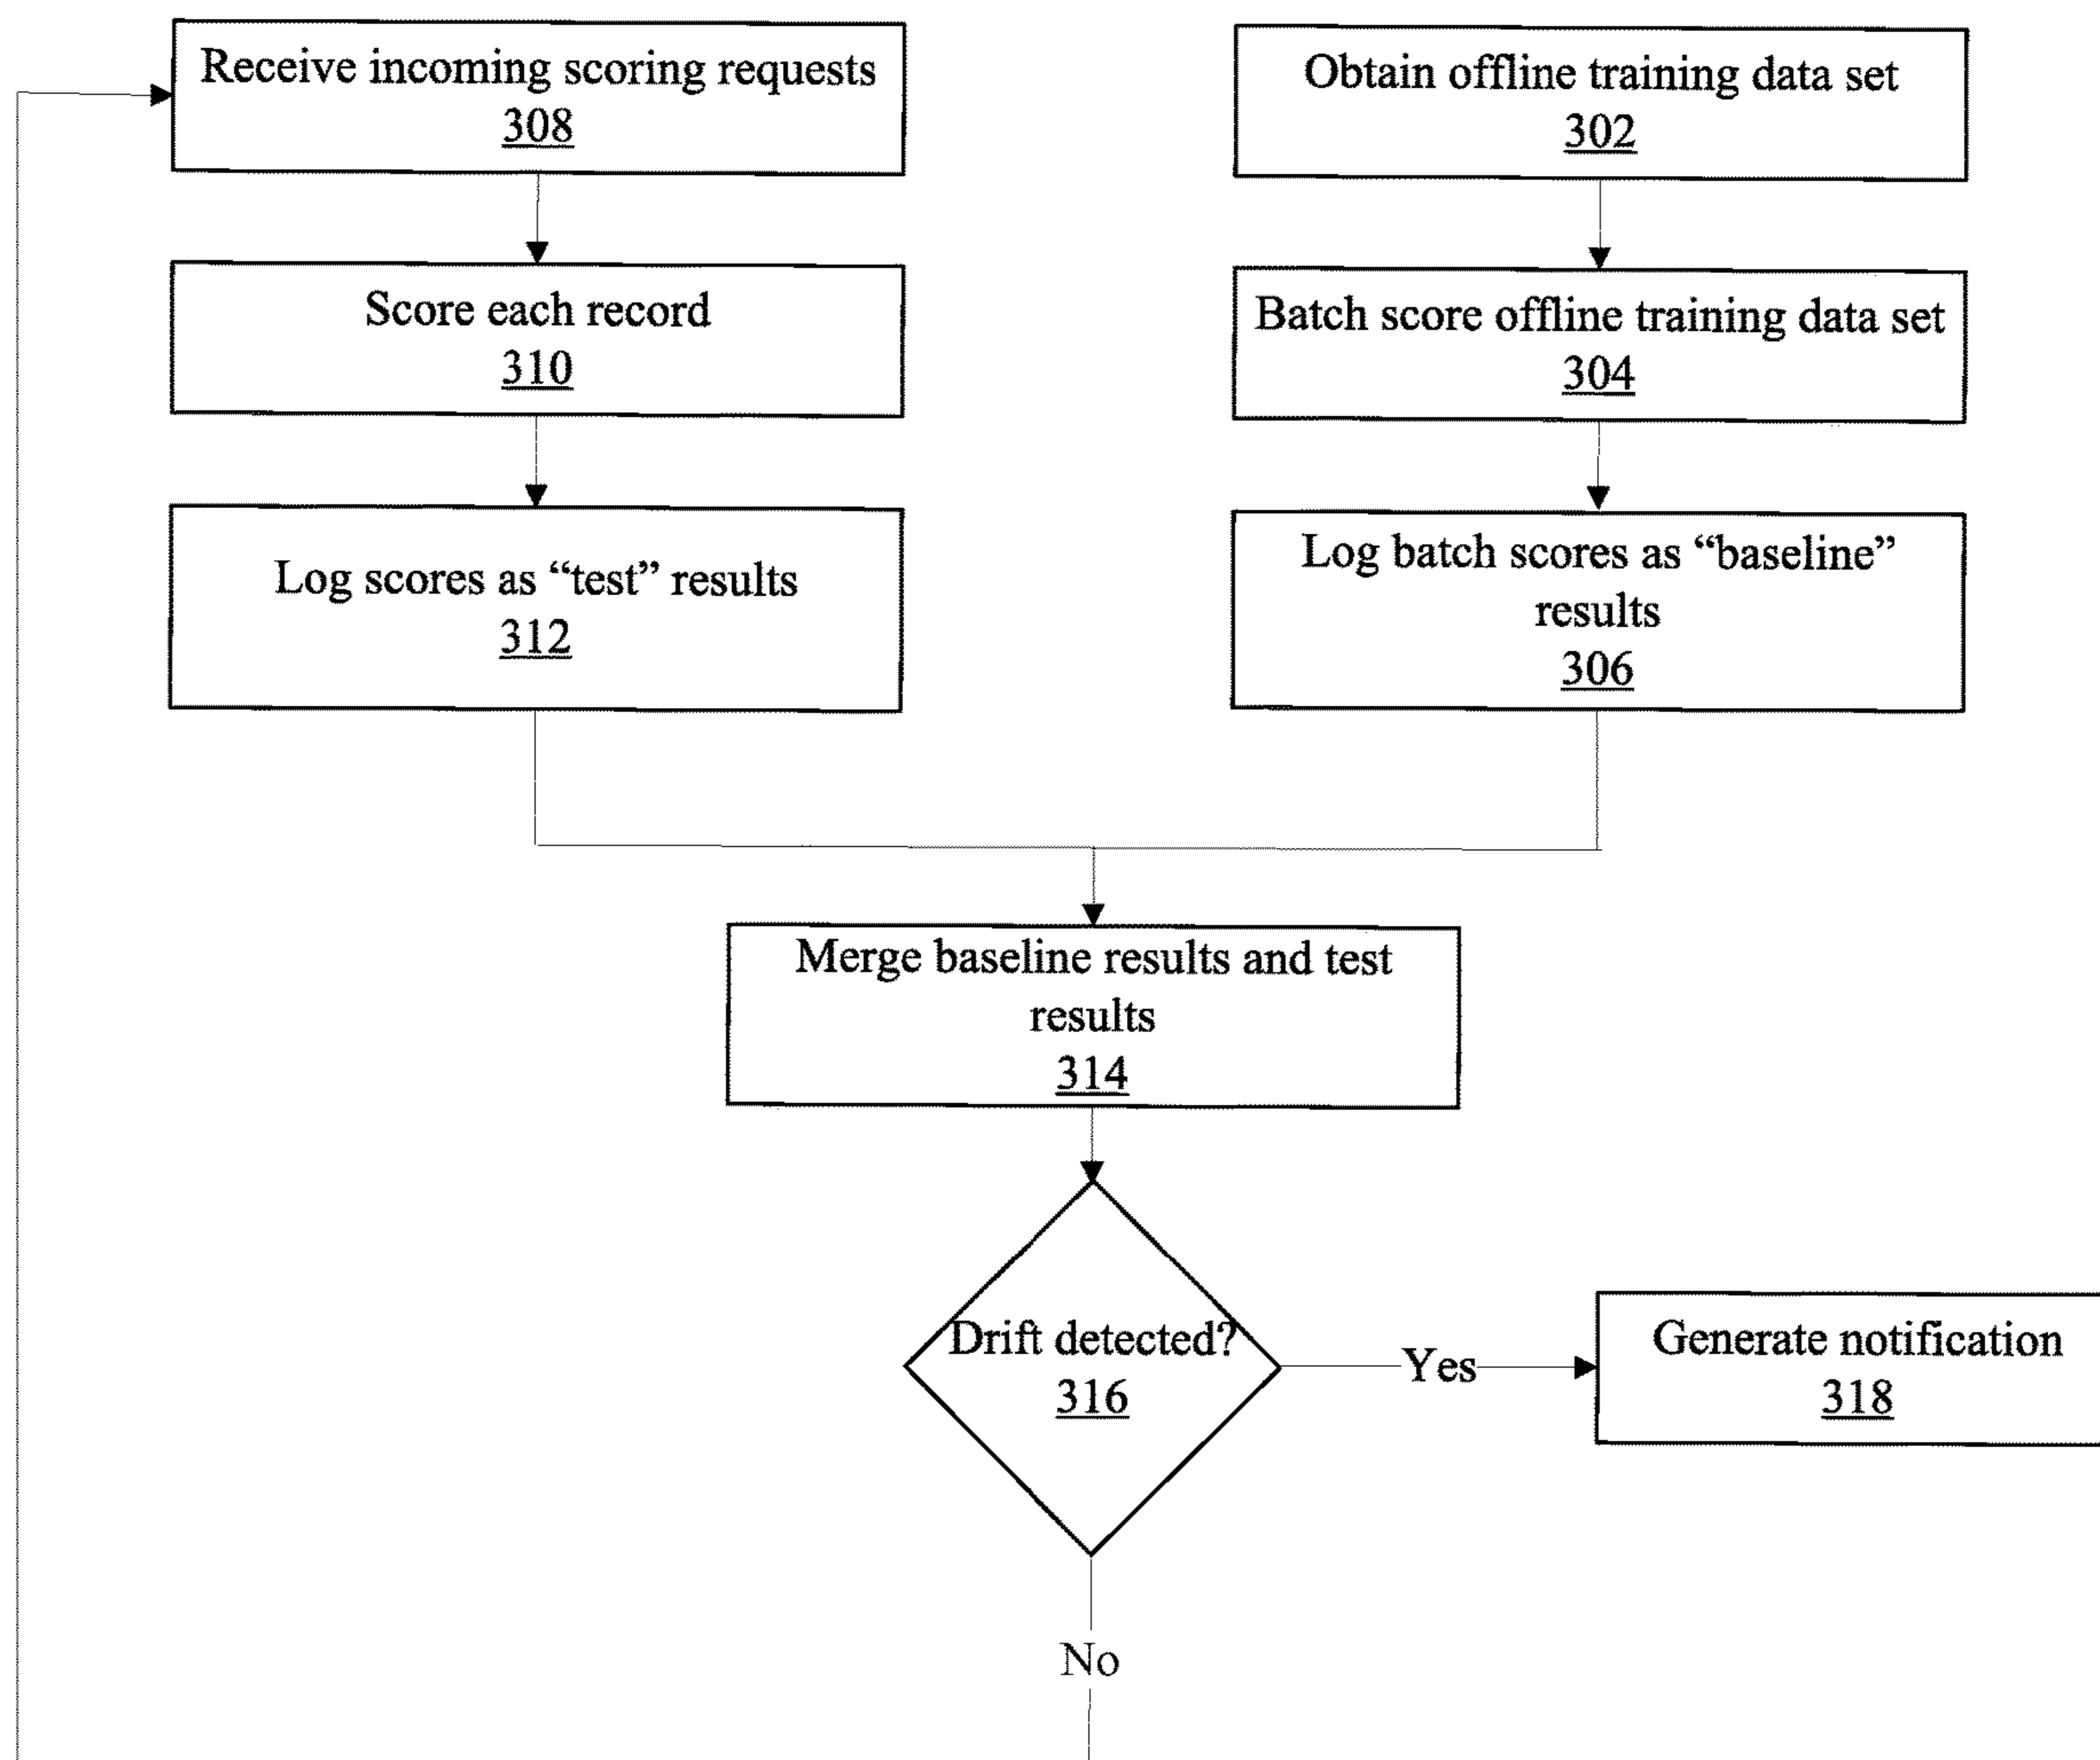 Receive incoming scoring requests
308
Obtain offline training data set
302
Score each record
310
Batch score offline training data set
304
Log scores as “test” results
312
Log batch scores as “baseline”
results
306
Merge baseline results and test
results
314
Drift detected?
316
Yes
Generate notification
318
No